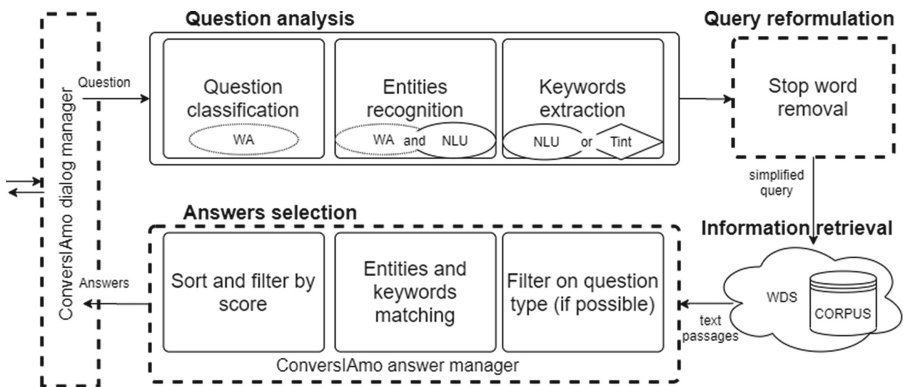 Question analysis
Query reformulation
ConversIAmo dialog manager
Question
Question
classification
WA
Entities
recognition
WA and NLU
Keywords
extraction
NLU or Tint
Stop word
removal
simplified
query
Answers selection
Information retrieval
Answers
Sort and filter by
score
Entities and
keywords
matching
Filter on question
type (if possible)
ConversIAmo answer manager
text
passages
WDS
CORPUS